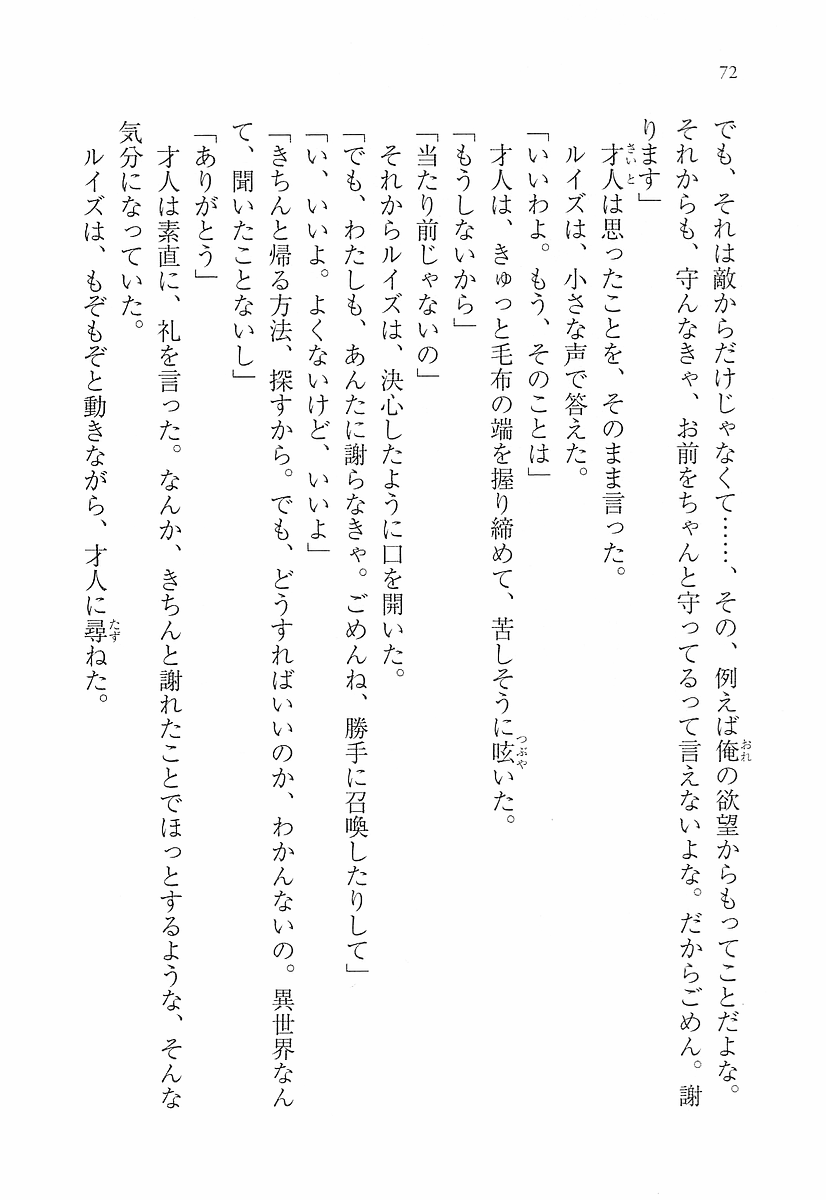 72
でも、それは敵からだけじゃなくて……、その、例えば俺の欲望からもってことだよな。
それからも、守んなきゃ、お前をちゃんと守ってるって言えないよな。だからごめん。謝
ります」
才人は思ったことを、そのまま言った。
ルイズは、小さな声で答えた。
「いいわよ。もう、そのことは」
才人は、きゅっと毛布の端を握り締めて、苦しそうに呟いた。
「もうしないから」
「当たり前じゃないの」
それからルイズは、決心したように口を開いた。
「でも、わたしも、あんたに謝らなきゃ。ごめんね、勝手に召喚したりして」
「い、いいよ。よくないけど、いいよ」
「きちんと帰る方法、探すから。でも、どうすればいいのか、わかんないの。異世界なん
て、聞いたことないし」
「ありがとう」
才人は素直に、礼を言った。なんか、きちんと謝れたことでほっとするような、そんな
気分になっていた。
ルイズは、もぞもぞと動きながら、才人に尋ねた。